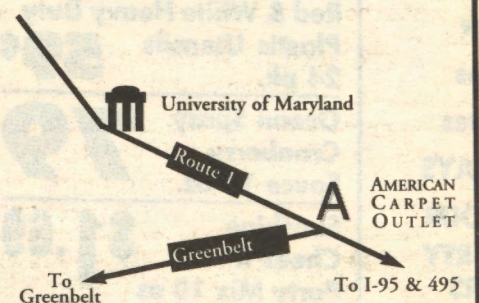 University of Maryland
Route 1
A
AMERICAN
CARPET
OUTLET
Greenbelt
To
Greenbelt
To I-95 & 495